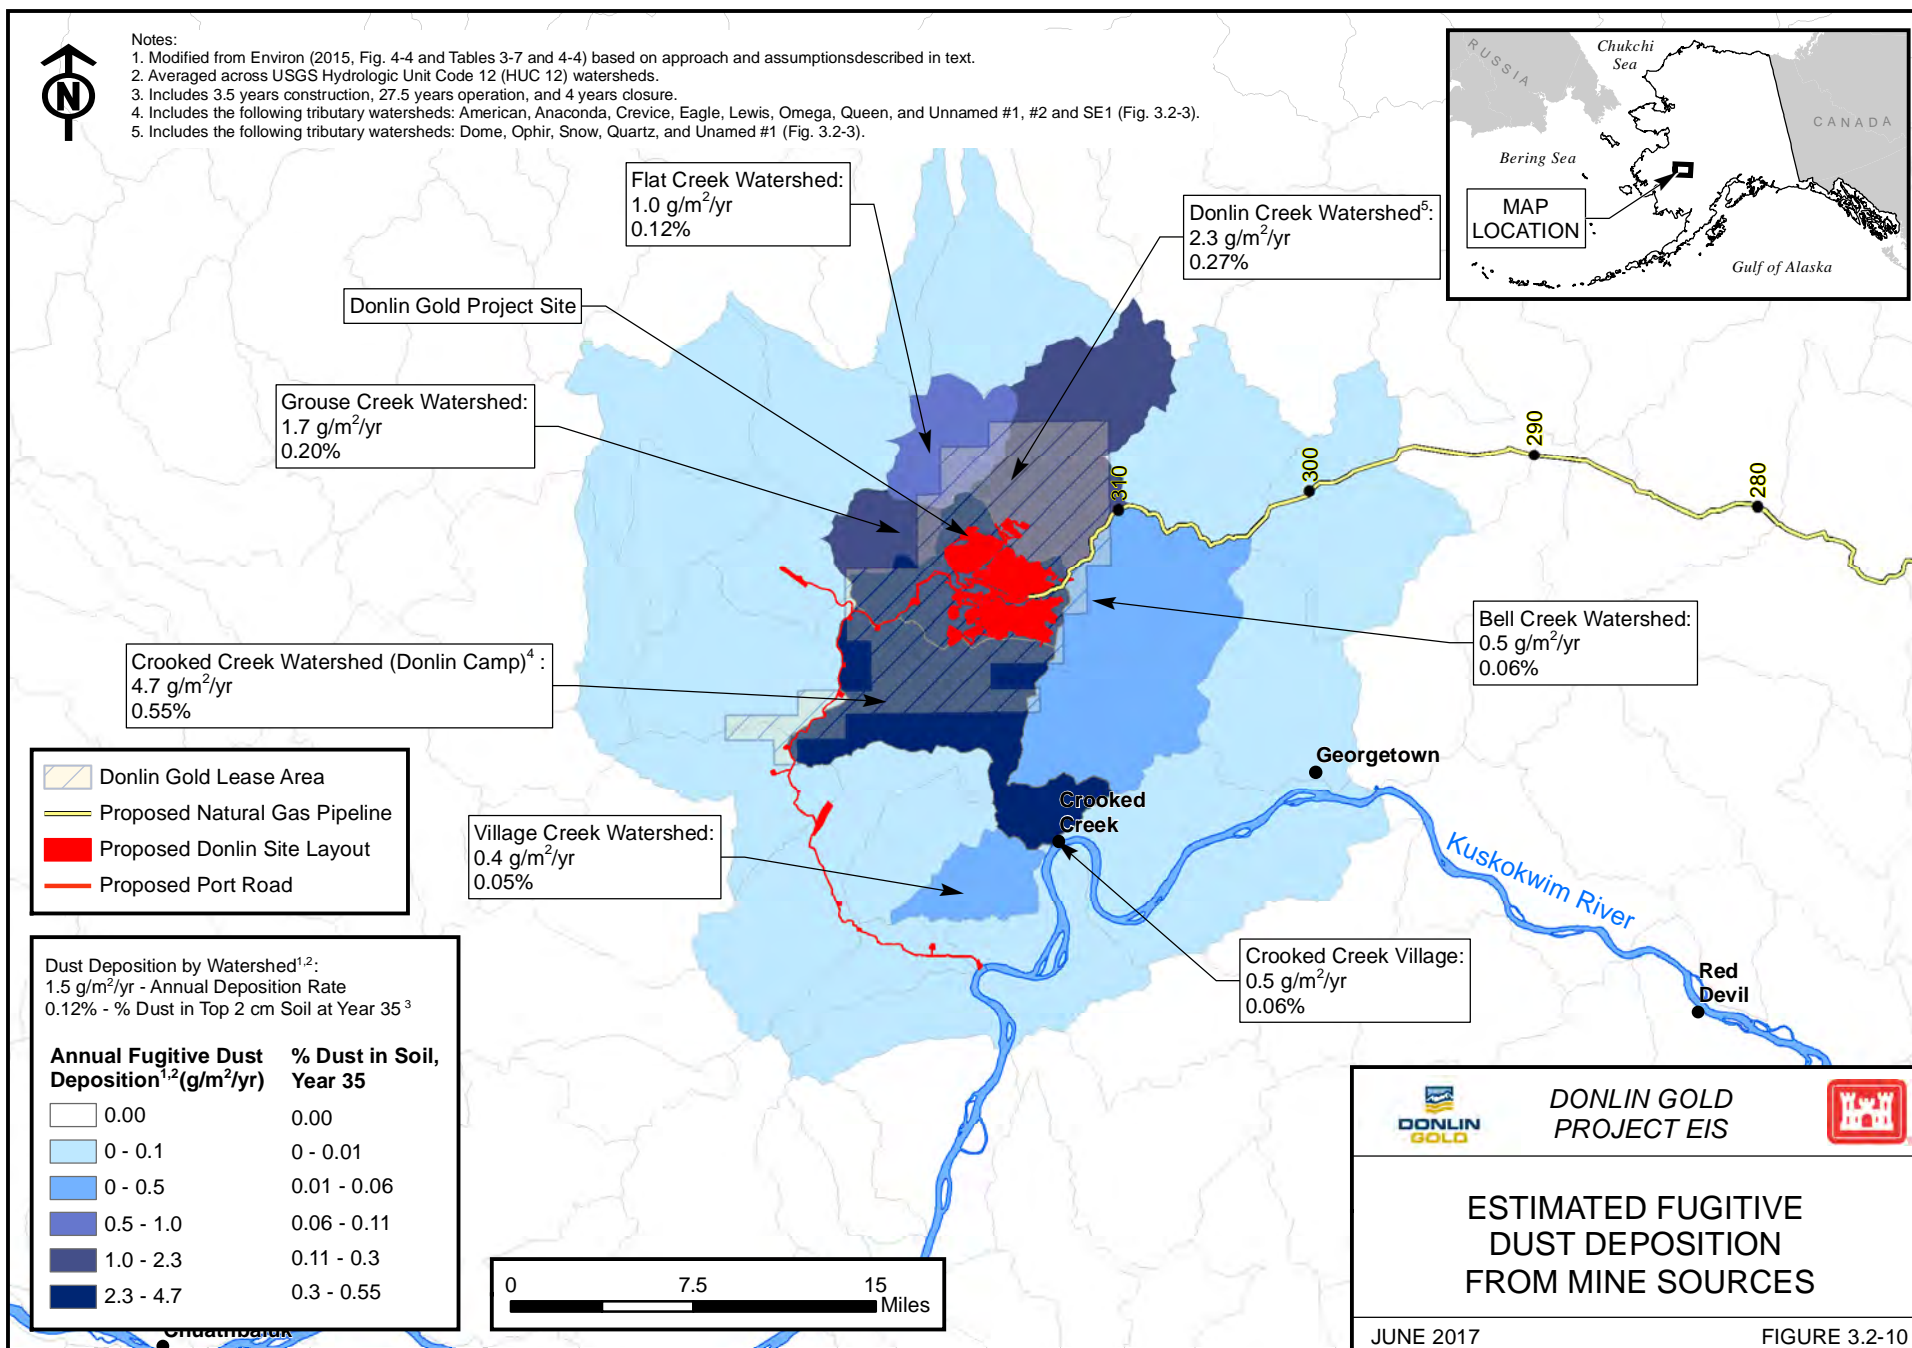 Notes:
1. Modified from Environ (2015, Fig. 4-4 and Tables 3-7 and 4-4) based on approach and assumptionsdescribed in text.
2. Averaged across USGS Hydrologic Unit Code 12 (HUC 12) watersheds.
3. Includes 3.5 years construction, 27.5 years operation, and 4 years closure.
4. Includes the following tributary watersheds: American, Anaconda, Crevice, Eagle, Lewis, Omega, Queen, and Unnamed #1, #2 and SE1 (Fig. 3.2-3).
5. Includes the following tributary watersheds: Dome, Ophir, Snow, Quartz, and Unamed #1 (Fig. 3.2-3).
RUSSIA
Chukchi
Sea
CANADA
Bering Sea
MAP
LOCATION
Gulf of Alaska
Flat Creek Watershed:
1.0 g/m²/yr
0.12%
Donlin Creek Watershed⁵:
2.3 g/m²/yr
0.27%
Donlin Gold Project Site
Grouse Creek Watershed:
1.7 g/m²/yr
0.20%
310
300
290
280
Bell Creek Watershed:
0.5 g/m²/yr
0.06%
Crooked Creek Watershed (Donlin Camp)⁴ :
4.7 g/m²/yr
0.55%
Georgetown
Crooked
Creek
Kuskokwim River
Red
Devil
Village Creek Watershed:
0.4 g/m²/yr
0.05%
Crooked Creek Village:
0.5 g/m²/yr
0.06%
Donlin Gold Lease Area
Proposed Natural Gas Pipeline
Proposed Donlin Site Layout
Proposed Port Road
Dust Deposition by Watershed¹,²:
1.5 g/m²/yr - Annual Deposition Rate
0.12% - % Dust in Top 2 cm Soil at Year 35 ³
Annual Fugitive Dust % Dust in Soil,
Deposition¹,²(g/m²/yr) Year 35
0.00 0.00
0 - 0.1 0 - 0.01
0 - 0.5 0.01 - 0.06
0.5 - 1.0 0.06 - 0.11
1.0 - 2.3 0.11 - 0.3
2.3 - 4.7 0.3 - 0.55
0 7.5 15
Miles
DONLIN
GOLD
DONLIN GOLD
PROJECT EIS
ESTIMATED FUGITIVE
DUST DEPOSITION
FROM MINE SOURCES
JUNE 2017 FIGURE 3.2-10